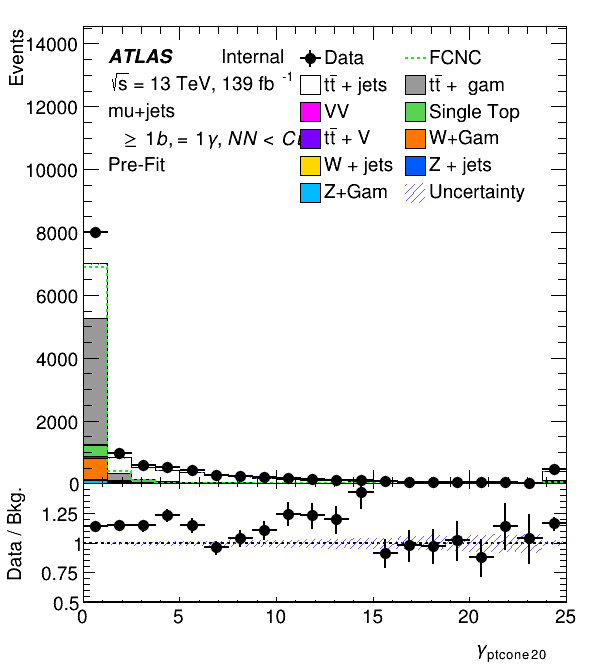 Events
14000
12000
10000
8000
6000
4000
2000
0
ATLAS Internal
√s = 13 TeV, 139 fb⁻¹
mu+jets
≥ 1b, = 1γ, NN <
Pre-Fit
Data
FCNC
tt̄ + jets
tt̄ + gam
VV
Single Top
tt̄ + V
W+Gam
W + jets
Z + jets
Z+Gam
Uncertainty
Data / Bkg.
1.25
1
0.75
0.5
0 5 10 15 20 25
γptcone20